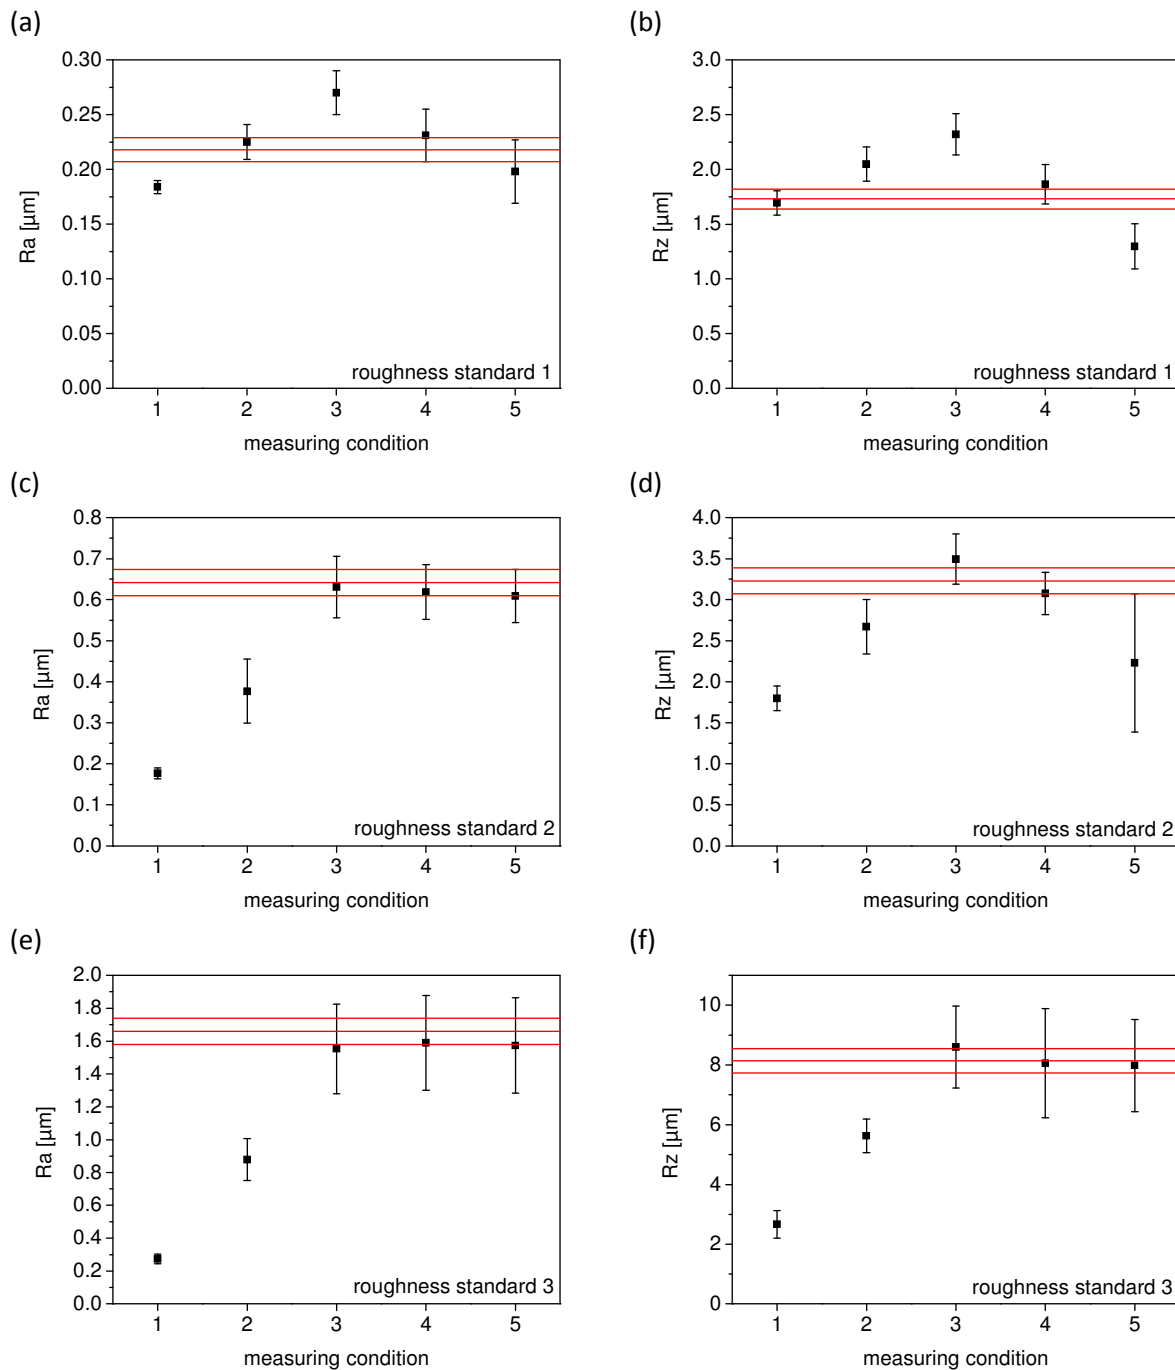 (a)
0.30
0.25
0.20
0.15
0.10
0.05
0.00
Ra [µm]
roughness standard 1
1 2 3 4 5
measuring condition
(b)
3.0
2.5
2.0
1.5
1.0
0.5
0.0
Rz [µm]
roughness standard 1
1 2 3 4 5
measuring condition
(c)
0.8
0.7
0.6
0.5
0.4
0.3
0.2
0.1
0.0
Ra [µm]
roughness standard 2
1 2 3 4 5
measuring condition
(d)
4.0
3.5
3.0
2.5
2.0
1.5
1.0
0.5
0.0
Rz [µm]
roughness standard 2
1 2 3 4 5
measuring condition
(e)
2.0
1.8
1.6
1.4
1.2
1.0
0.8
0.6
0.4
0.2
0.0
Ra [µm]
roughness standard 3
1 2 3 4 5
measuring condition
(f)
10
8
6
4
2
0
Rz [µm]
roughness standard 3
1 2 3 4 5
measuring condition